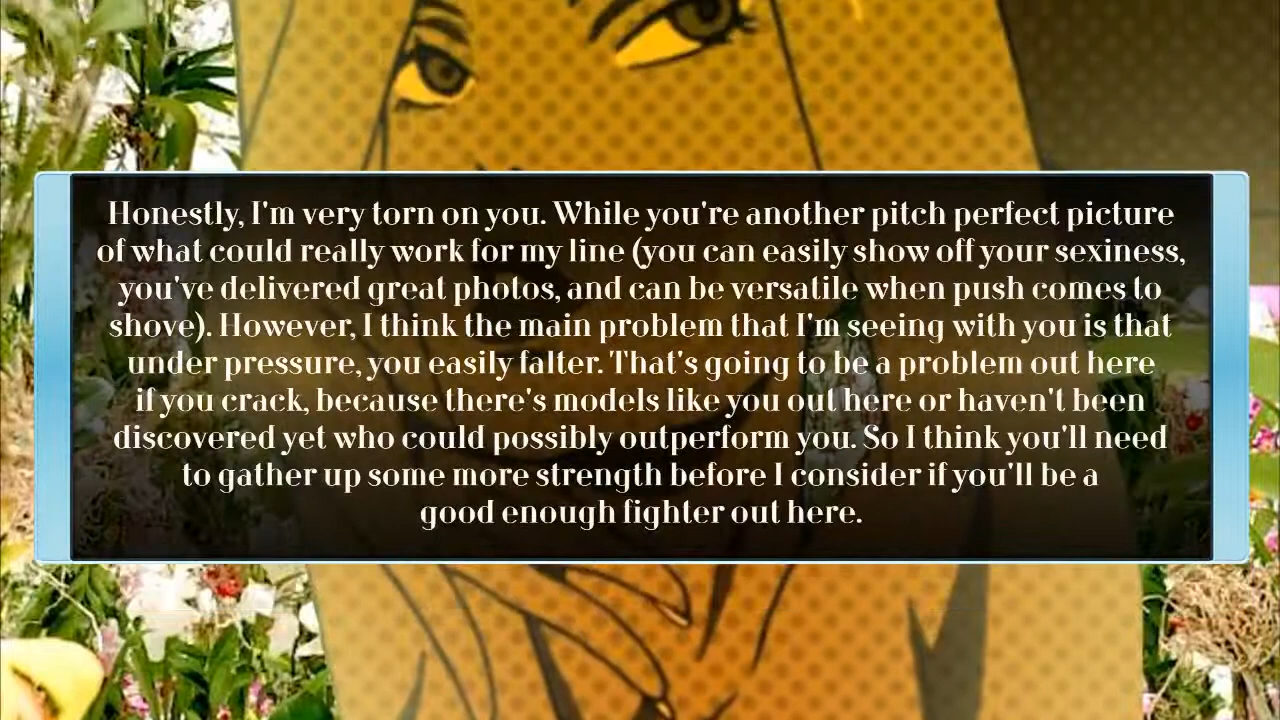 Honestly, I'm very torn on you. While you're another pitch perfect picture
of what could really work for my line (you can easily show off your sexiness,
you've delivered great photos, and can be versatile when push comes to
shove). However, I think the main problem that I'm seeing with you is that
under pressure, you easily falter. That's going to be a problem out here
if you crack, because there's models like you out here or haven't been
discovered yet who could possibly outperform you. So I think you'll need
to gather up some more strength before I consider if you'll be a
good enough fighter out here.